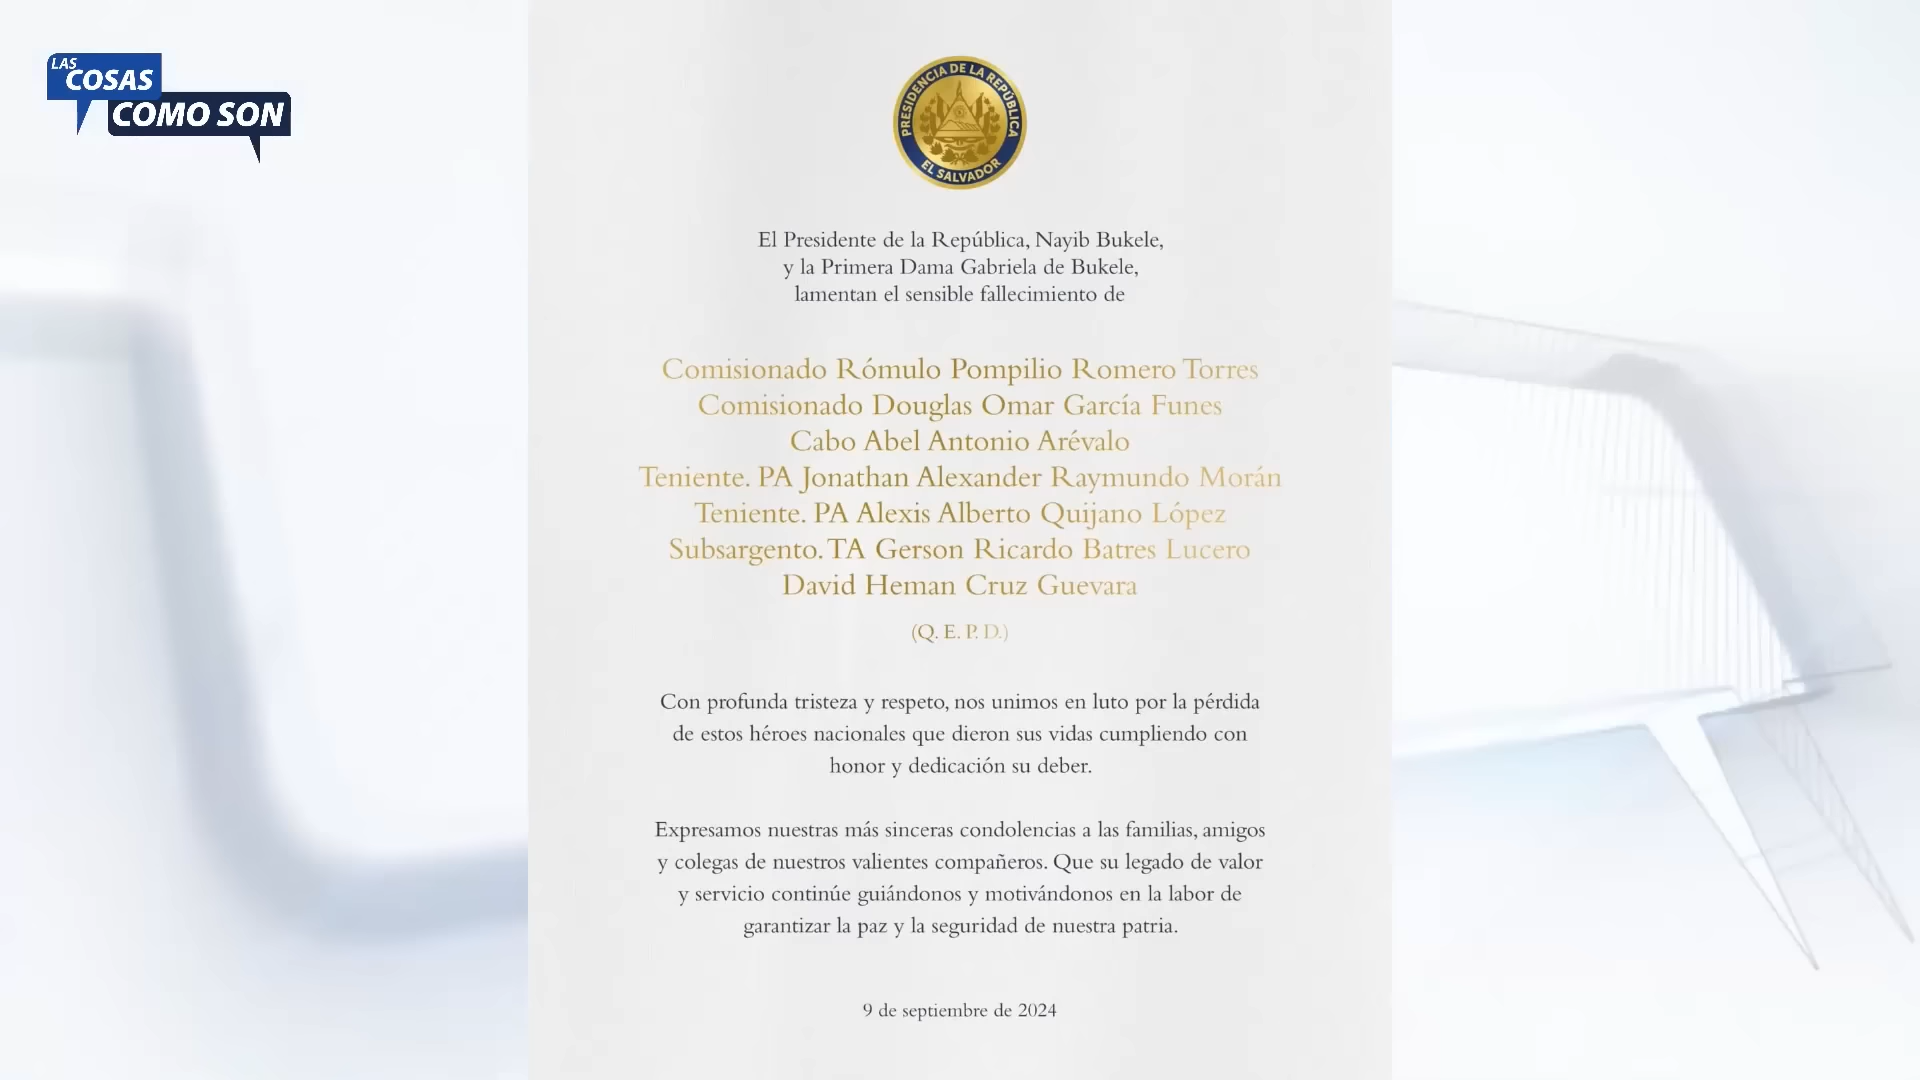 LAS
COSAS
COMO SON
PRESIDENCIA DE LA REPÚBLICA
EL SALVADOR
El Presidente de la República, Nayib Bukele,
y la Primera Dama Gabriela de Bukele,
lamentan el sensible fallecimiento de
Comisionado Rómulo Pompilio Romero Torres
Comisionado Douglas Omar García Funes
Cabo Abel Antonio Arévalo
Teniente. PA Jonathan Alexander Raymundo Morán
Teniente. PA Alexis Alberto Quijano López
Subsargento. TA Gerson Ricardo Batres Lucero
David Heman Cruz Guevara
(Q. E. P. D.)
Con profunda tristeza y respeto, nos unimos en luto por la pérdida
de estos héroes nacionales que dieron sus vidas cumpliendo con
honor y dedicación su deber.
Expresamos nuestras más sinceras condolencias a las familias, amigos
y colegas de nuestros valientes compañeros. Que su legado de valor
y servicio continúe guiándonos y motivándonos en la labor de
garantizar la paz y la seguridad de nuestra patria.
9 de septiembre de 2024